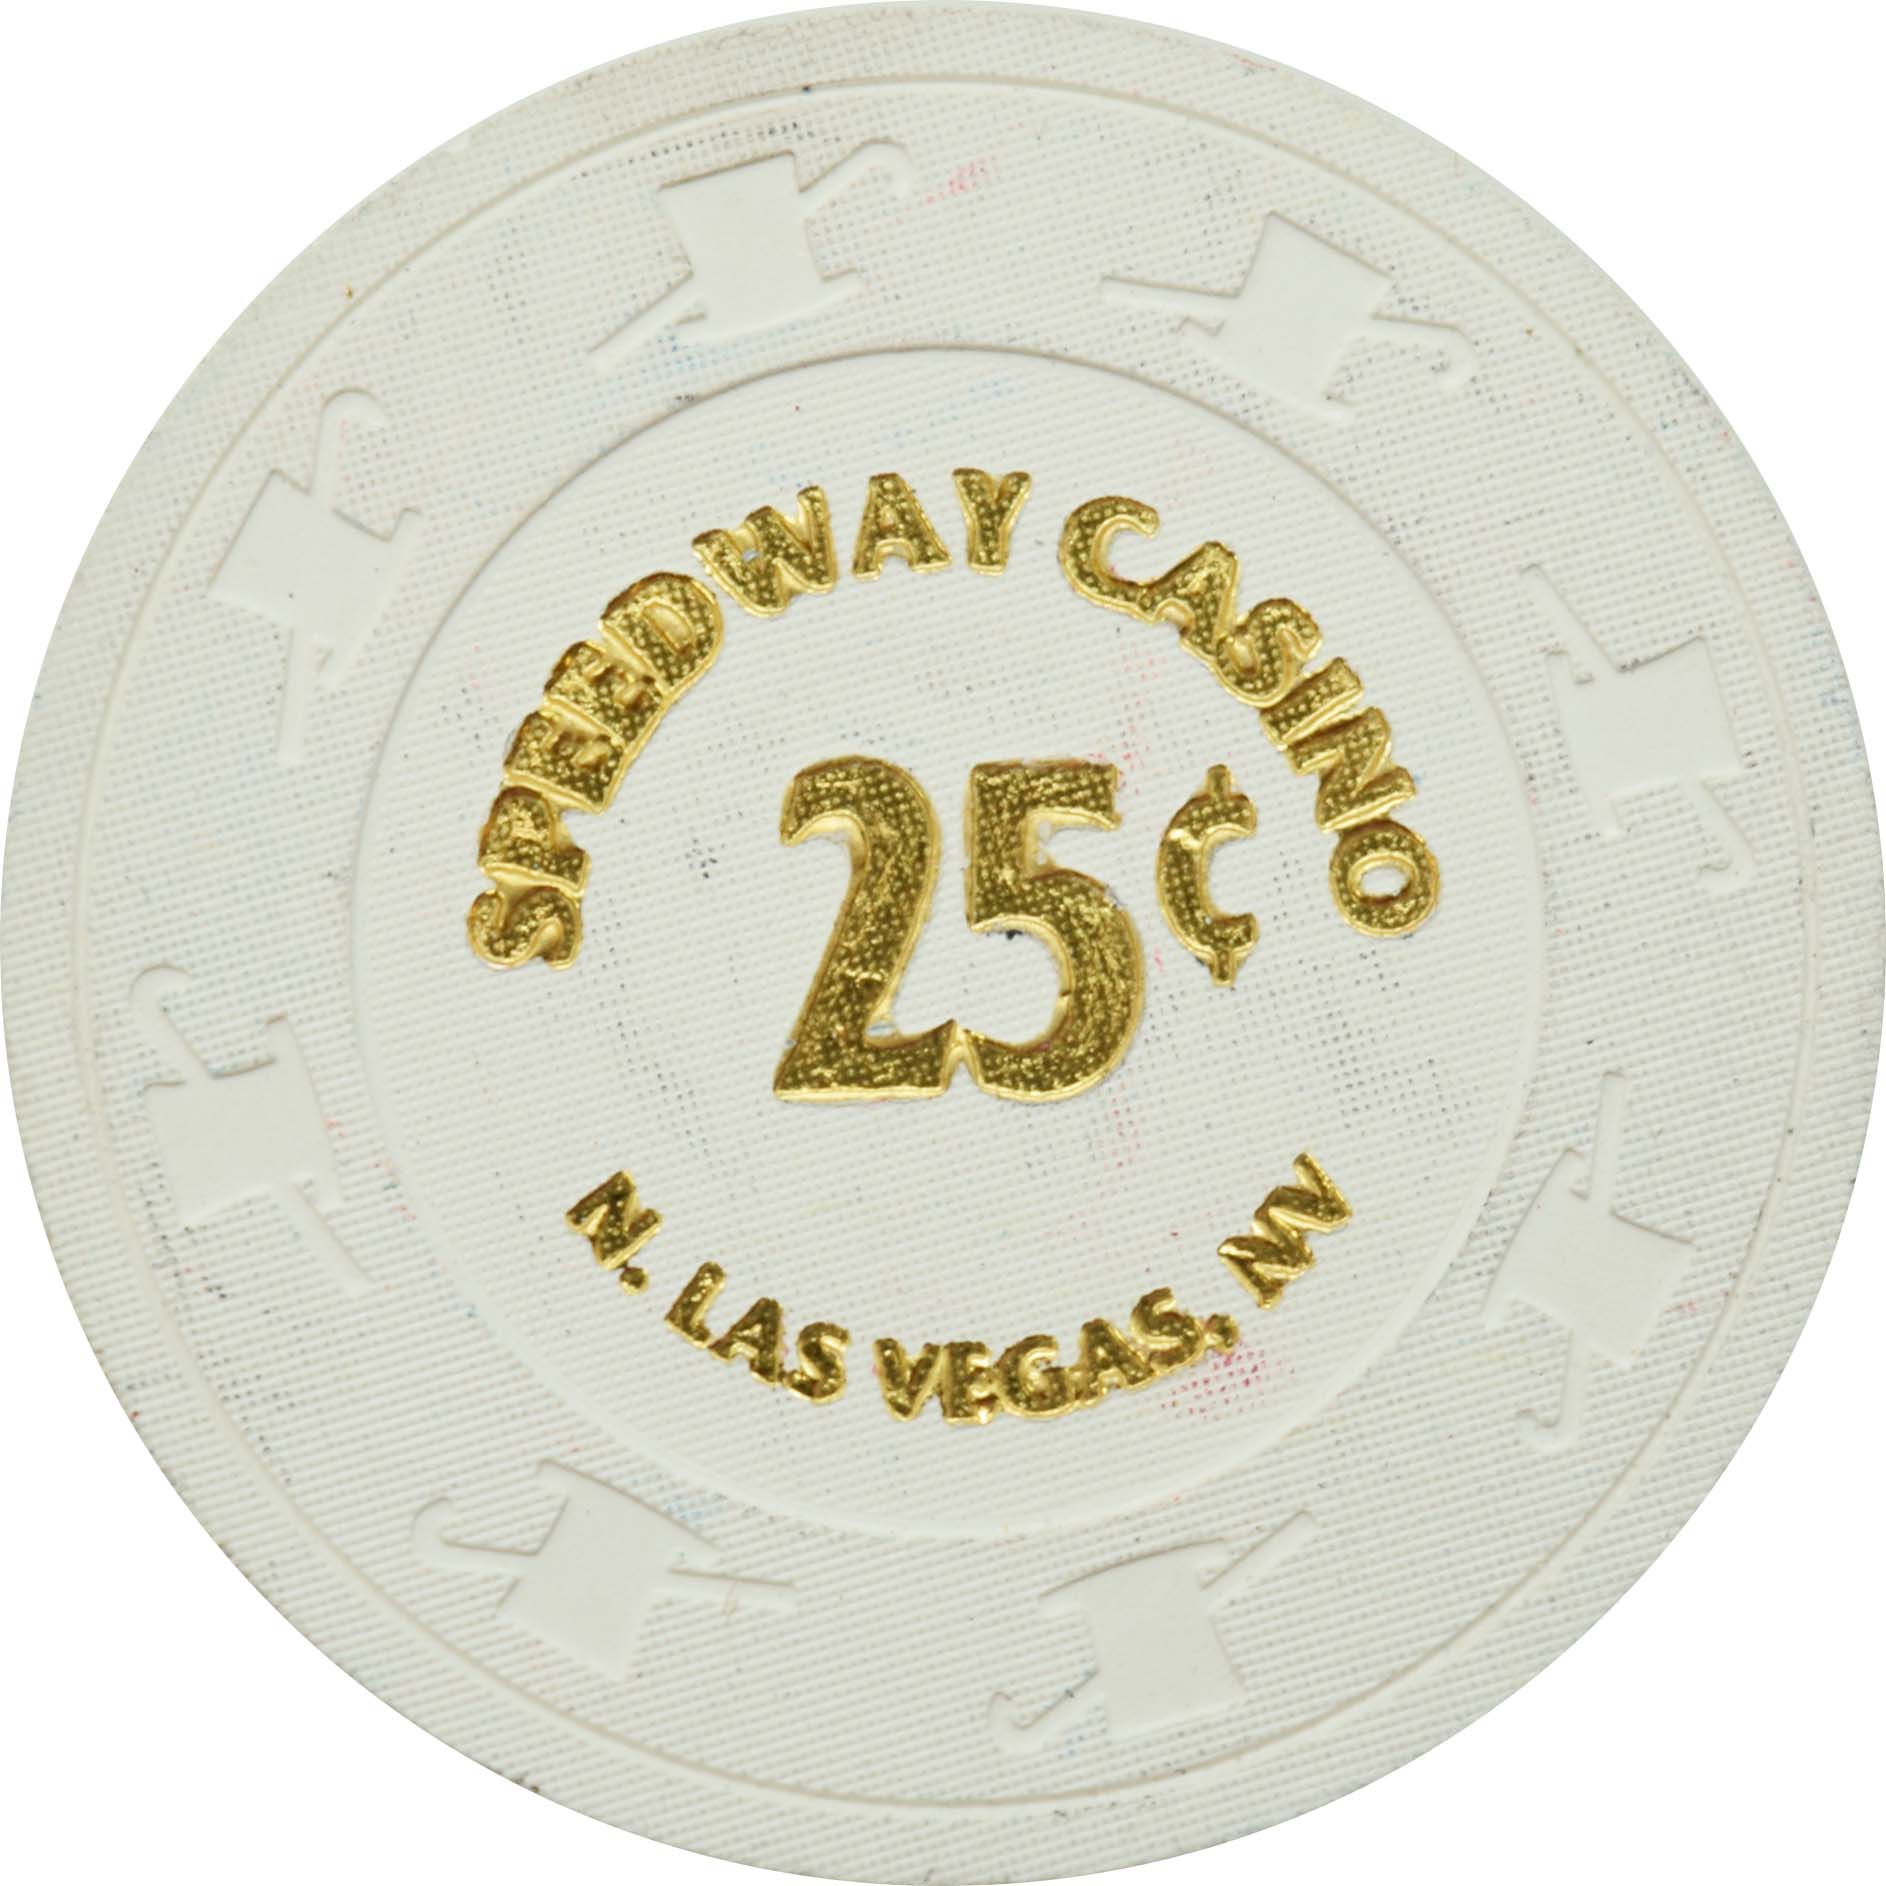 SPEEDWAY CASINO
25¢
N. LAS VEGAS, NV